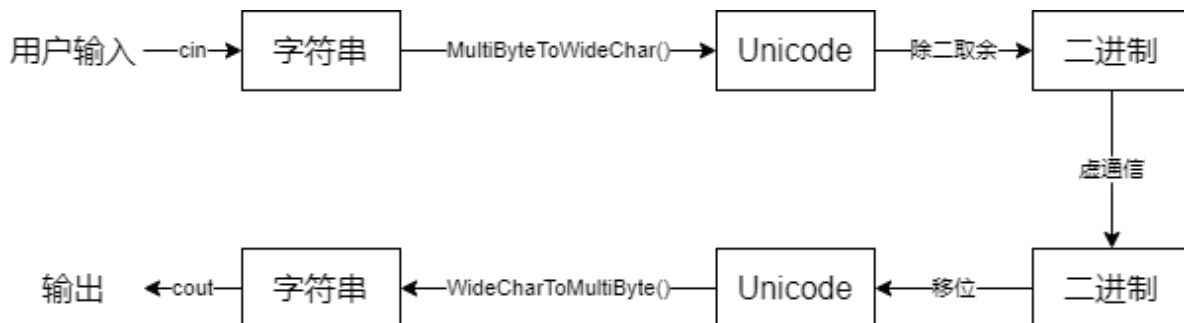 用户输入 cin 字符串 MultiByteToWideChar() Unicode 除二取余 二进制
虚通信
输出 cout 字符串 WideCharToMultiByte() Unicode 移位 二进制